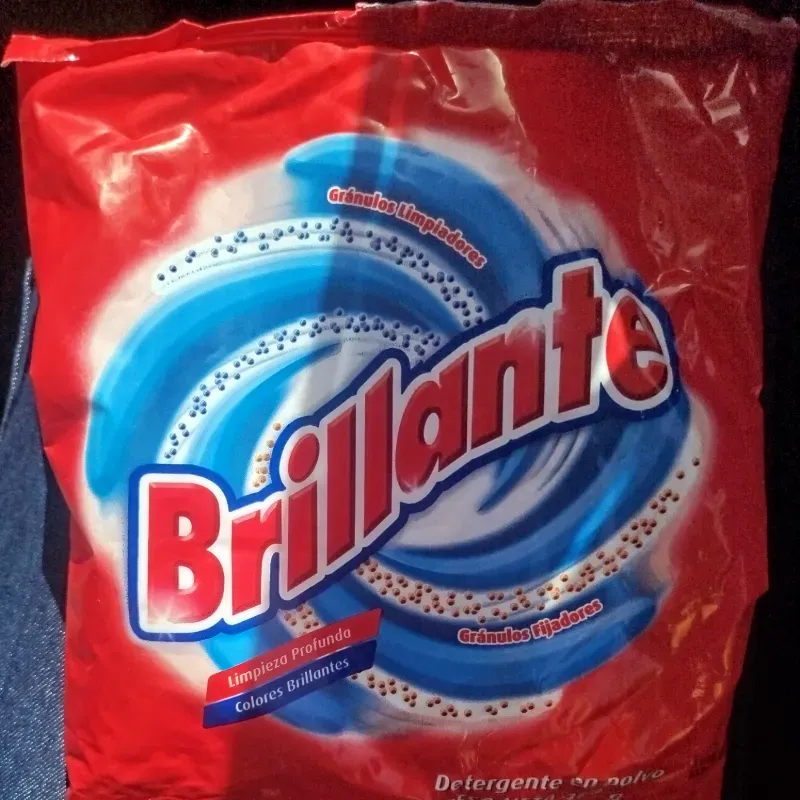 Gránulos Limpiadores
Brillante
Gránulos Fijadores
Limpieza Profunda
Colores Brillantes
Detergente en polvo